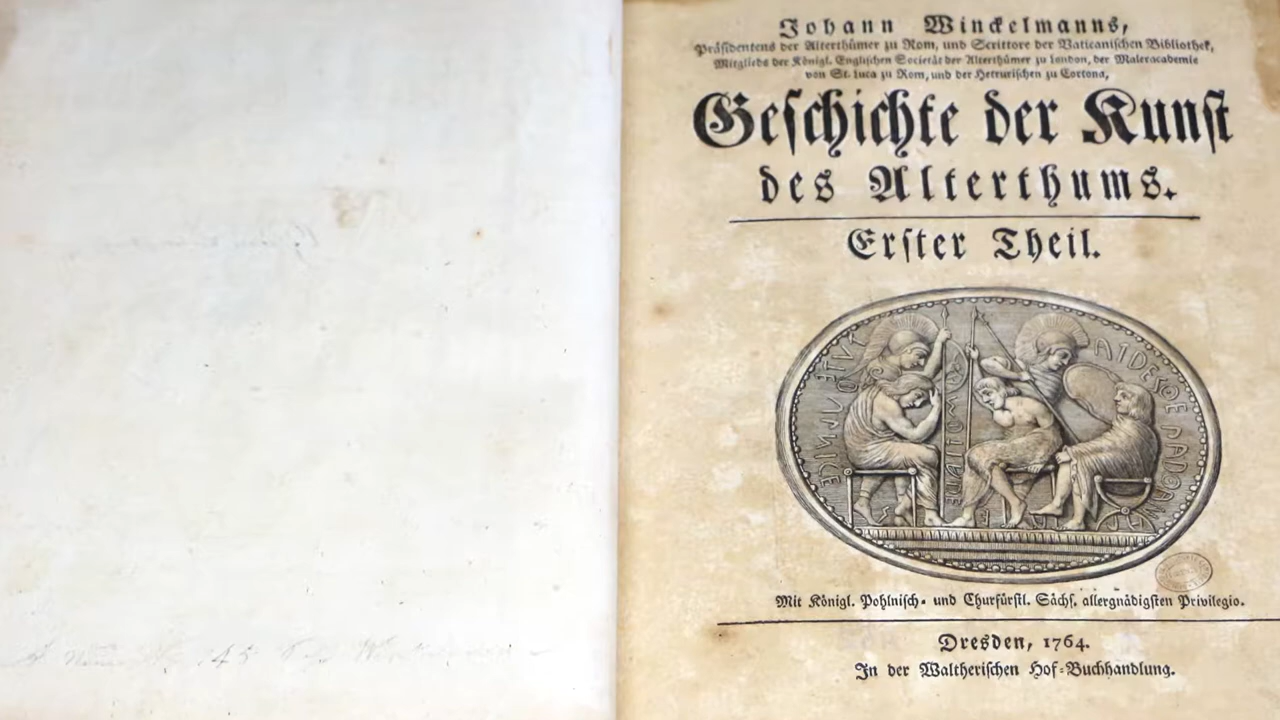 Johann Winckelmanns,
Präsidentens der Alterthümer zu Rom, und Scrittore der Vaticanischen Bibliothek,
Mitglieds der Königl. Englischen Societät der Alterthümer zu London, der Maleracademie
von St. Luca zu Rom, und der Hetrurischen zu Cortona,
Geschichte der Kunst
des Alterthums.
Erster Theil.
Mit Königl. Pohlnisch- und Churfürstl. Sächs. allergnädigsten Privilegio.
Dresden, 1764.
In der Waltherischen Hof-Buchhandlung.